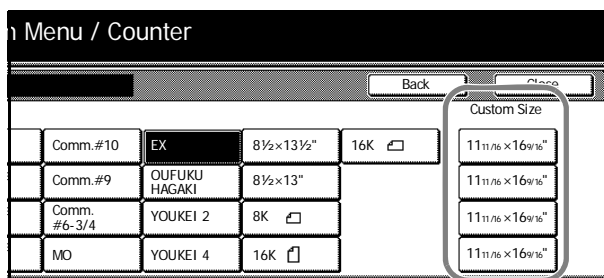 n Menu / Counter
Back Close
Custom Size
Comm.#10 EX 8½×13½" 16K 11 11/16 ×16 9/16"
Comm.#9 OUFUKU HAGAKI 8½×13" 11 11/16 ×16 9/16"
Comm. #6-3/4 YOUKEI 2 8K 11 11/16 ×16 9/16"
MO YOUKEI 4 16K 11 11/16 ×16 9/16"